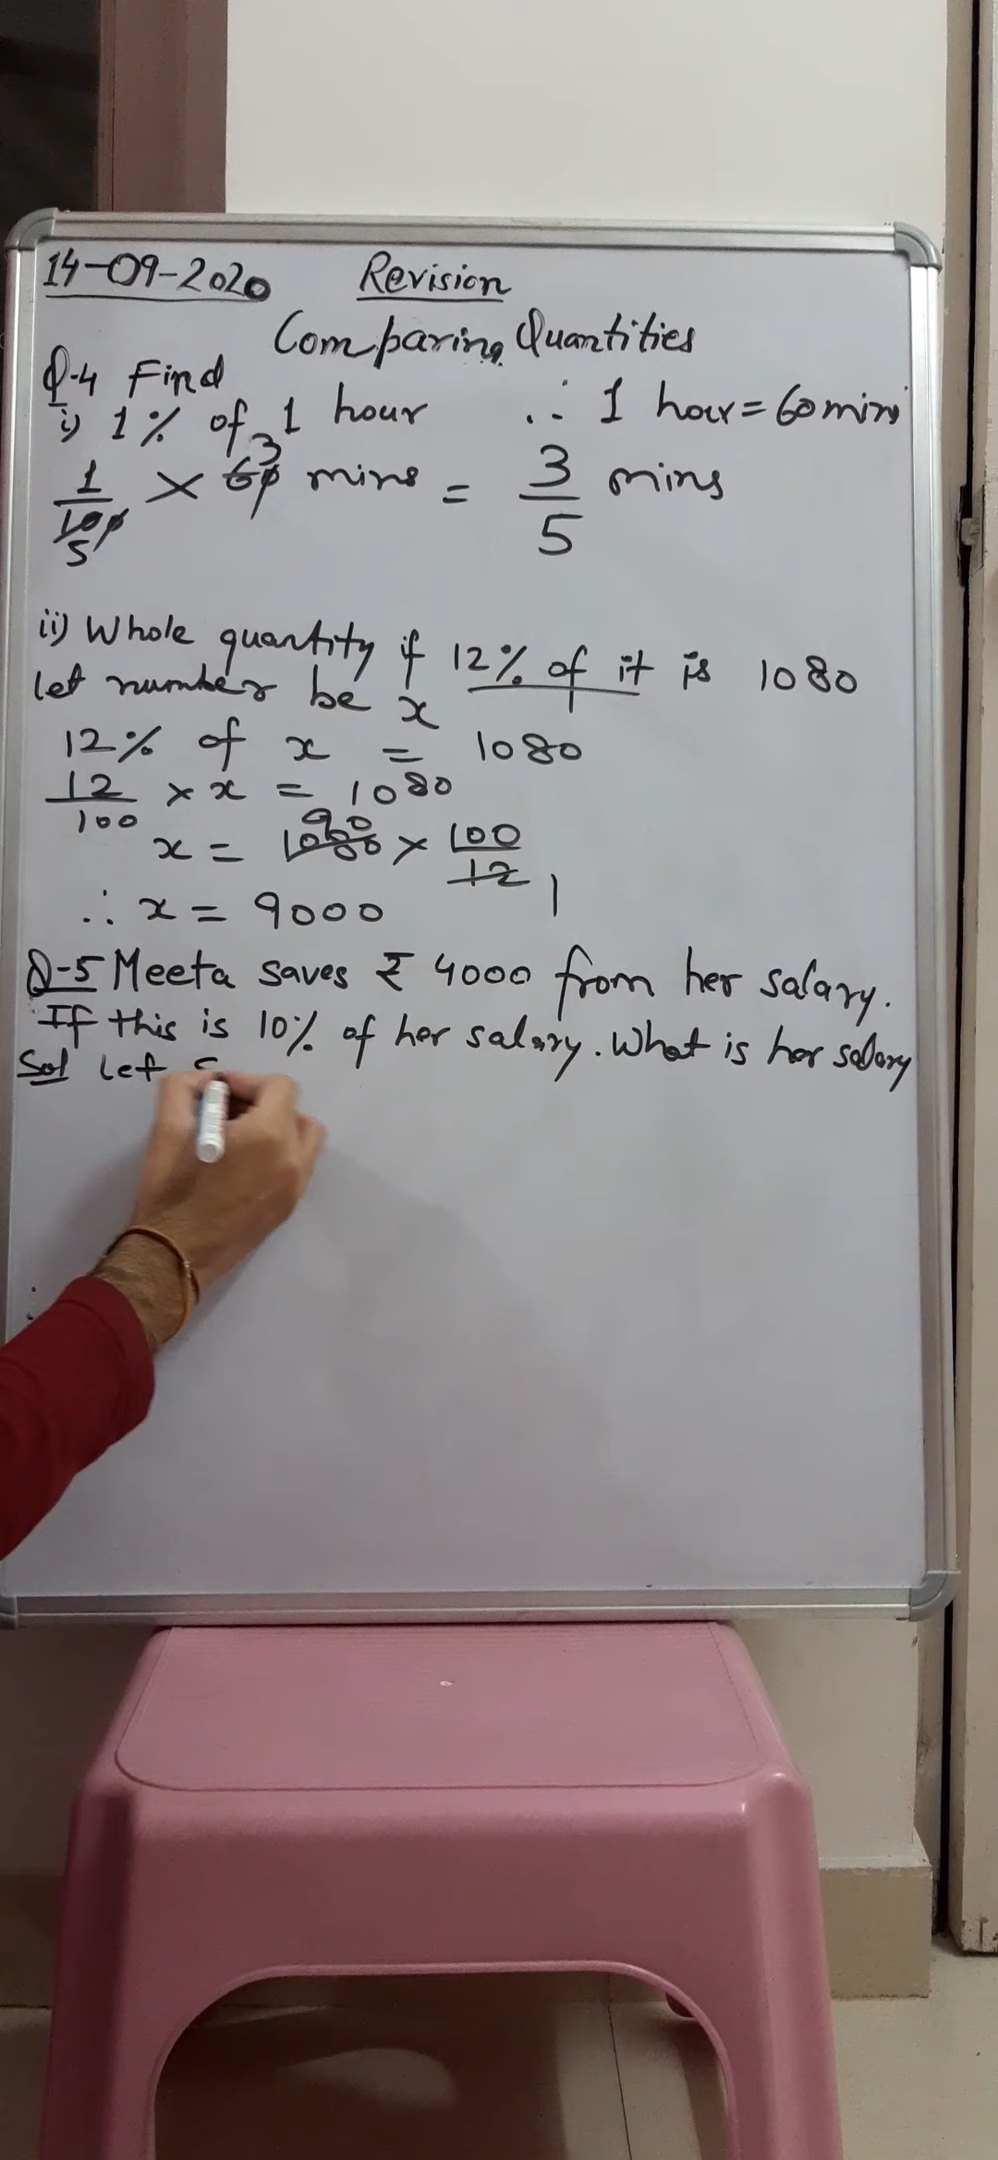 14-09-2020 Revision
Comparing Quantities
Q-4 Find
i) 1% of 1 hour ∴ 1 hour = 60 mins
1/100 × 60 mins = 3/5 mins
3
5
ii) Whole quantity if 12% of it is 1080
let number be x
12% of x = 1080
12/100 × x = 1080
90
x = 1080 × 100/12 1
∴ x = 9000
Q-5 Meeta saves ₹ 4000 from her salary.
If this is 10% of her salary. What is her salary
Sol let